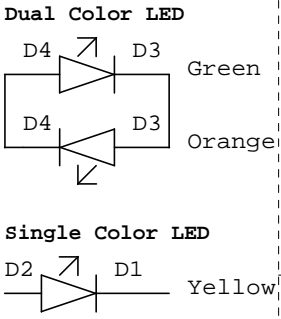 Dual Color LED
D4 D3
Green
D4 D3
Orange
Single Color LED
D2 D1
Yellow